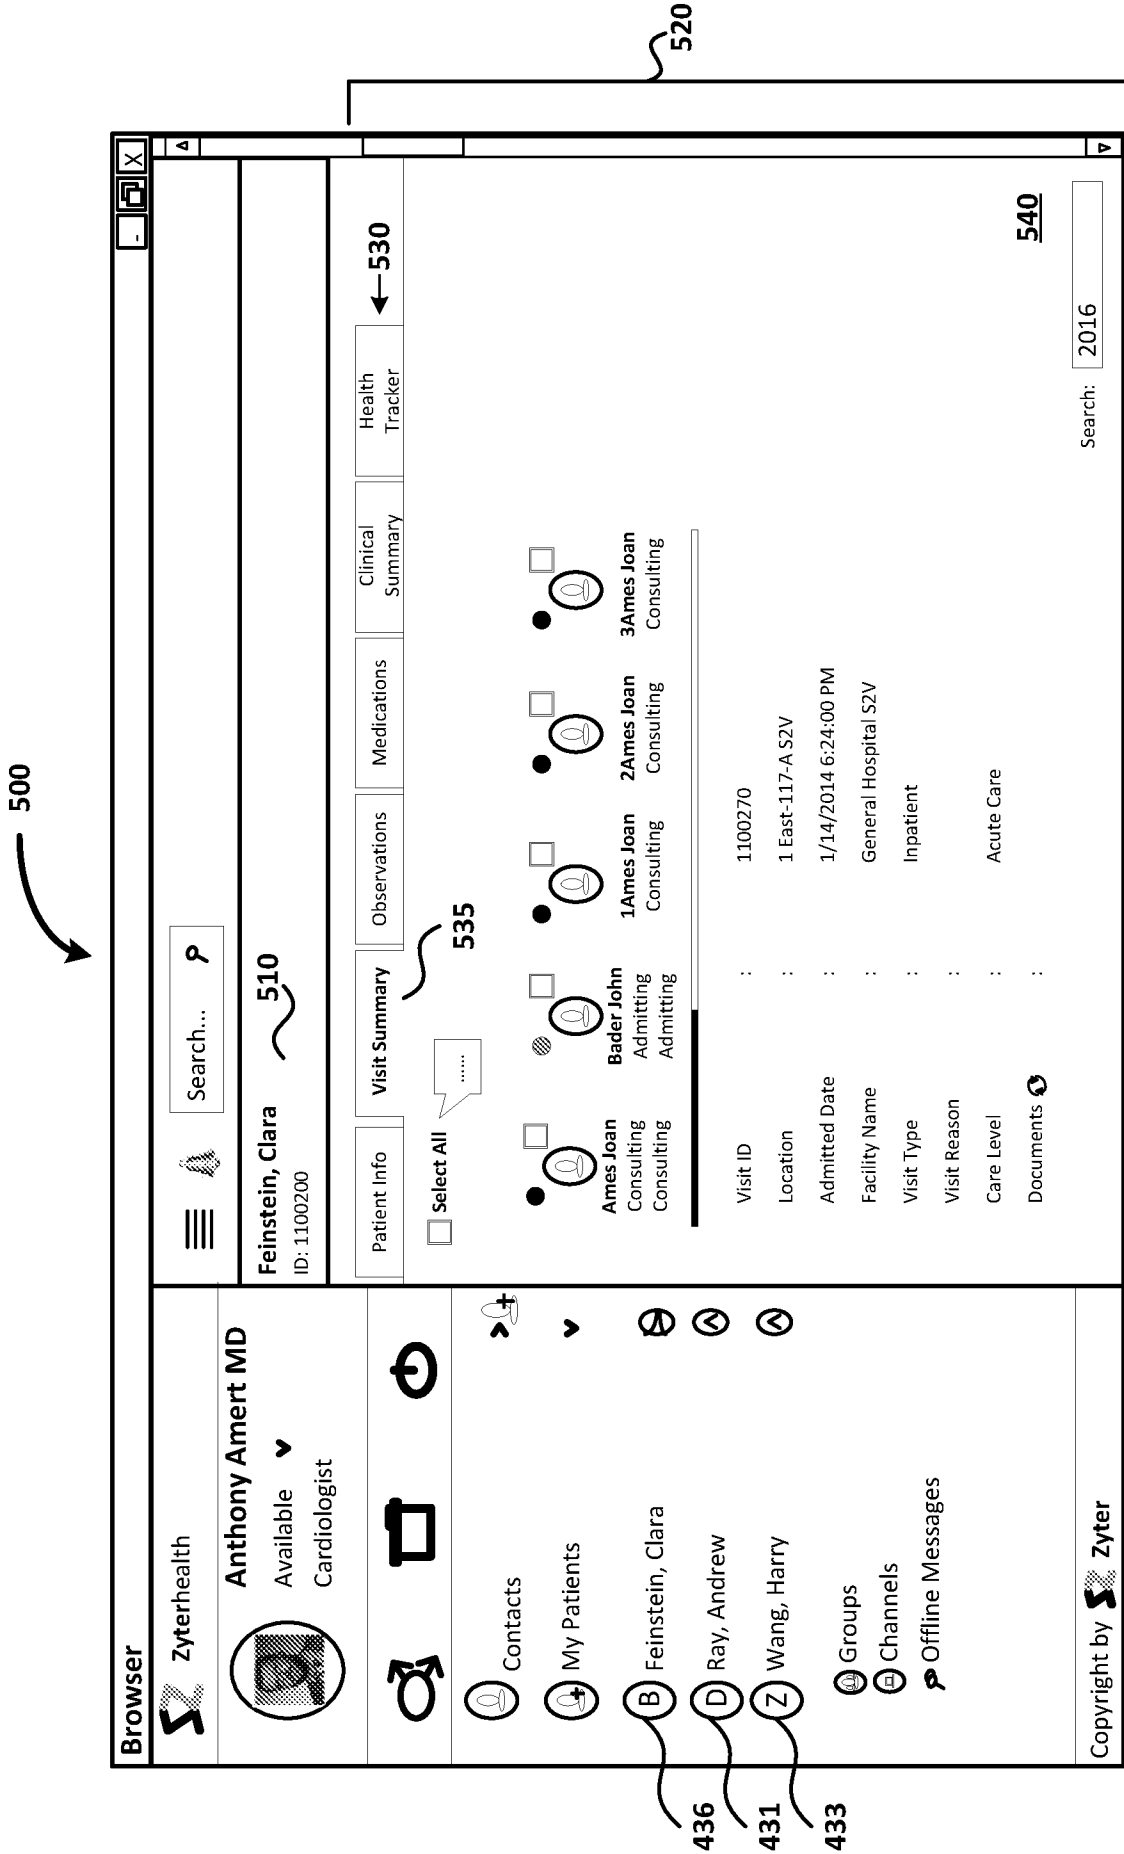 500
Browser
- X
Zyterhealth
Search...
Anthony Amert MD
Available
Cardiologist
Feinstein, Clara
ID: 1100200
510
520
Patient Info
Visit Summary
Observations
Medications
Clinical
Summary
Health
Tracker
530
535
Select All
......
Contacts
My Patients
B Feinstein, Clara
D Ray, Andrew
Z Wang, Harry
436
431
433
Groups
Channels
Offline Messages
Ames Joan
Consulting
Consulting
Bader John
Admitting
Admitting
1Ames Joan
Consulting
2Ames Joan
Consulting
3Ames Joan
Consulting
Visit ID : 1100270
Location : 1 East-117-A S2V
Admitted Date : 1/14/2014 6:24:00 PM
Facility Name : General Hospital S2V
Visit Type : Inpatient
Visit Reason :
Care Level : Acute Care
Documents :
540
Copyright by Zyter
Search: 2016